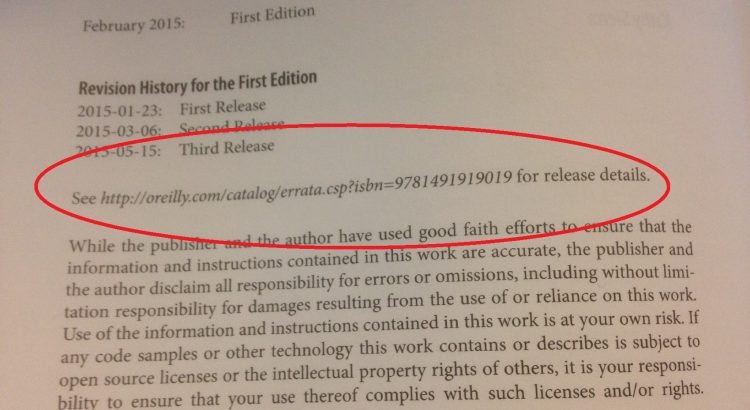 February 2015: First Edition
Revision History for the First Edition
2015-01-23: First Release
2015-03-06: Second Release
2015-05-15: Third Release
See http://oreilly.com/catalog/errata.csp?isbn=9781491919019 for release details.
While the publisher and the author have used good faith efforts to ensure that the
information and instructions contained in this work are accurate, the publisher and
the author disclaim all responsibility for errors or omissions, including without limi-
tation responsibility for damages resulting from the use of or reliance on this work.
Use of the information and instructions contained in this work is at your own risk. If
any code samples or other technology this work contains or describes is subject to
open source licenses or the intellectual property rights of others, it is your responsi-
bility to ensure that your use thereof complies with such licenses and/or rights.